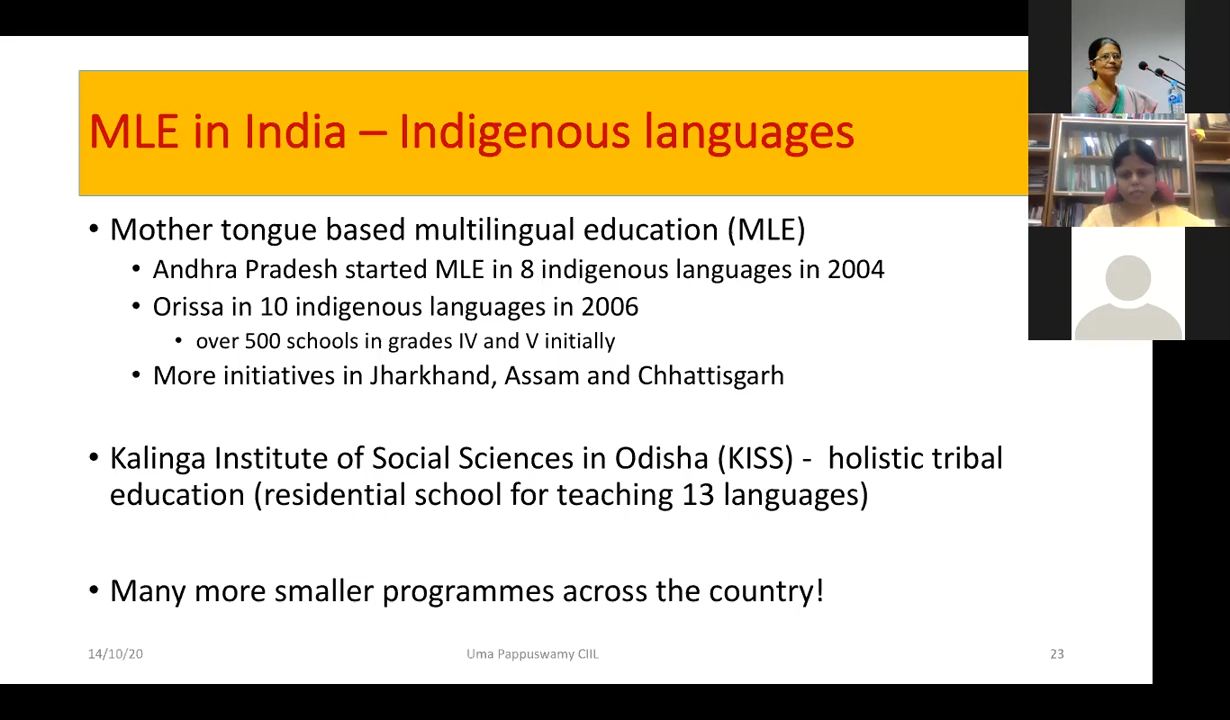 MLE in India – Indigenous languages
• Mother tongue based multilingual education (MLE)
• Andhra Pradesh started MLE in 8 indigenous languages in 2004
• Orissa in 10 indigenous languages in 2006
• over 500 schools in grades IV and V initially
• More initiatives in Jharkhand, Assam and Chhattisgarh
• Kalinga Institute of Social Sciences in Odisha (KISS) - holistic tribal
education (residential school for teaching 13 languages)
• Many more smaller programmes across the country!
14/10/20 Uma Pappuswamy CIIL 23